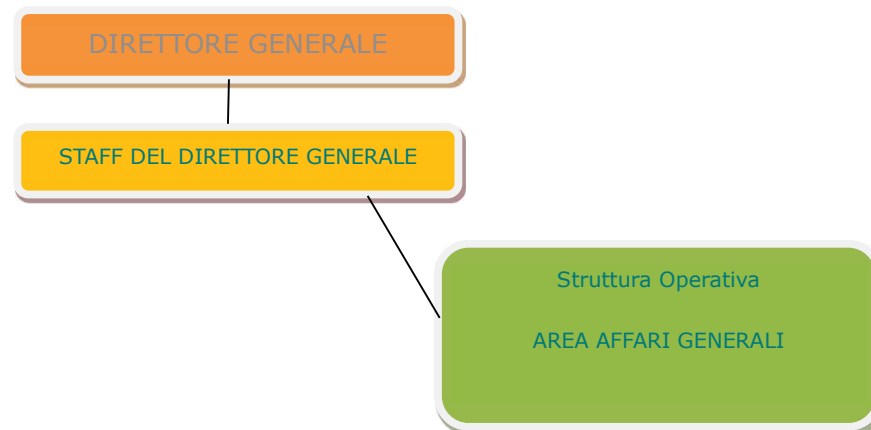 DIRETTORE GENERALE
STAFF DEL DIRETTORE GENERALE
Struttura Operativa
AREA AFFARI GENERALI